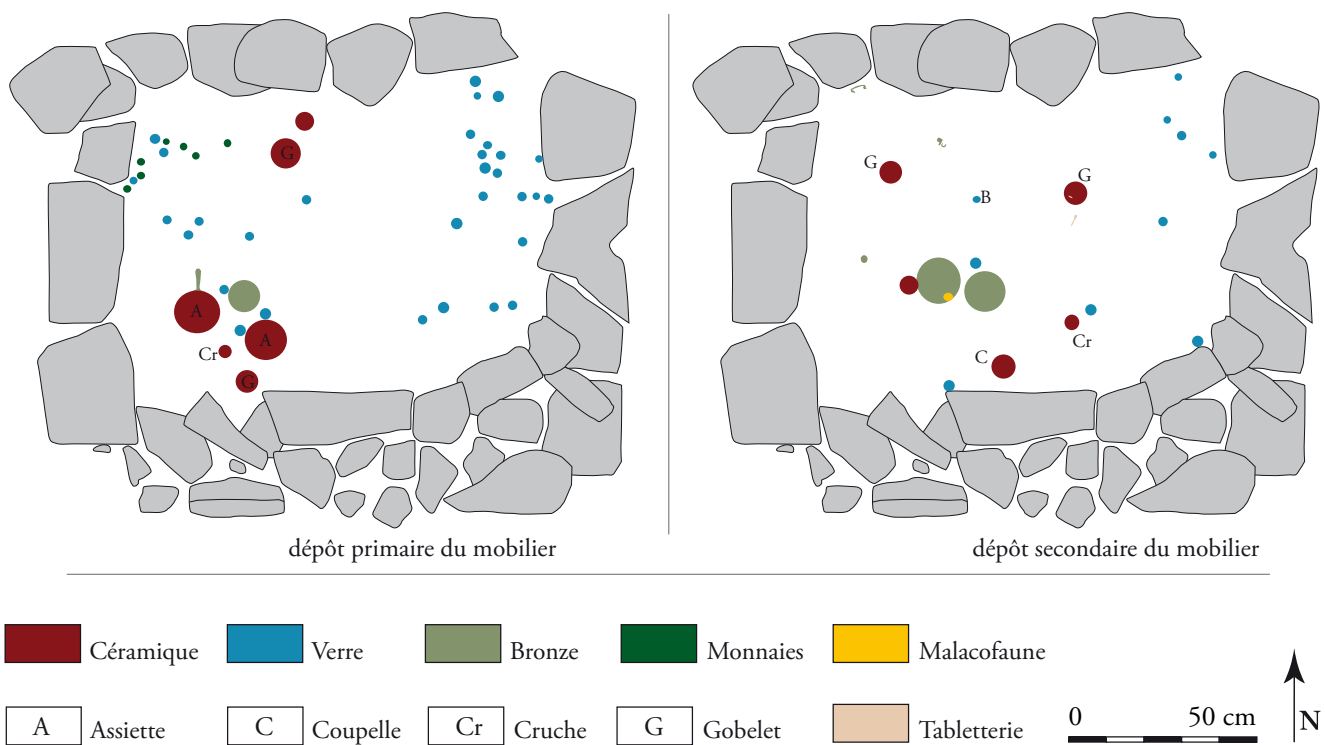 G
A
A
Cr
G
dépôt primaire du mobilier
G
G
B
Cr
C
dépôt secondaire du mobilier
Céramique
Verre
Bronze
Monnaies
Malacofaune
A Assiette
C Coupelle
Cr Cruche
G Gobelet
Tabletterie
0 50 cm
N